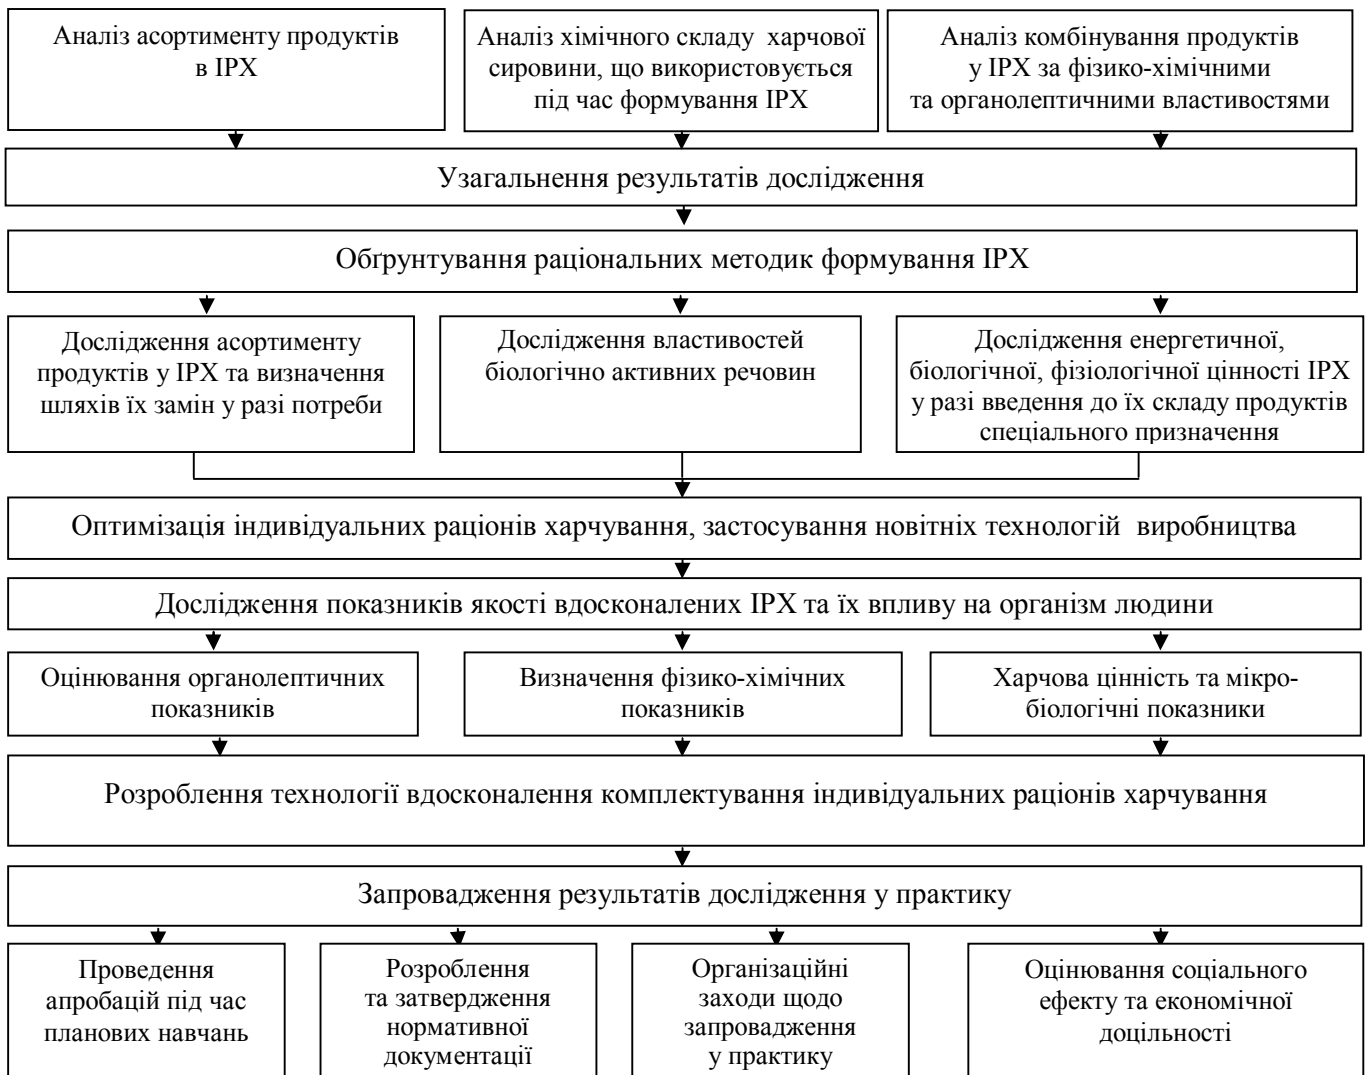 Аналіз асортименту продуктів
в ІРХ
Аналіз хімічного складу харчової
сировини, що використовується
під час формування ІРХ
Аналіз комбінування продуктів
у ІРХ за фізико-хімічними
та органолептичними властивостями
Узагальнення результатів дослідження
Обґрунтування раціональних методик формування ІРХ
Дослідження асортименту
продуктів у ІРХ та визначення
шляхів їх замін у разі потреби
Дослідження властивостей
біологічно активних речовин
Дослідження енергетичної,
біологічної, фізіологічної цінності ІРХ
у разі введення до їх складу продуктів
спеціального призначення
Оптимізація індивідуальних раціонів харчування, застосування новітніх технологій виробництва
Дослідження показників якості вдосконалених ІРХ та їх впливу на організм людини
Оцінювання органолептичних
показників
Визначення фізико-хімічних
показників
Харчова цінність та мікро-
біологічні показники
Розроблення технології вдосконалення комплектування індивідуальних раціонів харчування
Запровадження результатів дослідження у практику
Проведення
апробацій під час
планових навчань
Розроблення
та затвердження
нормативної
документації
Організаційні
заходи щодо
запровадження
у практику
Оцінювання соціального
ефекту та економічної
доцільності